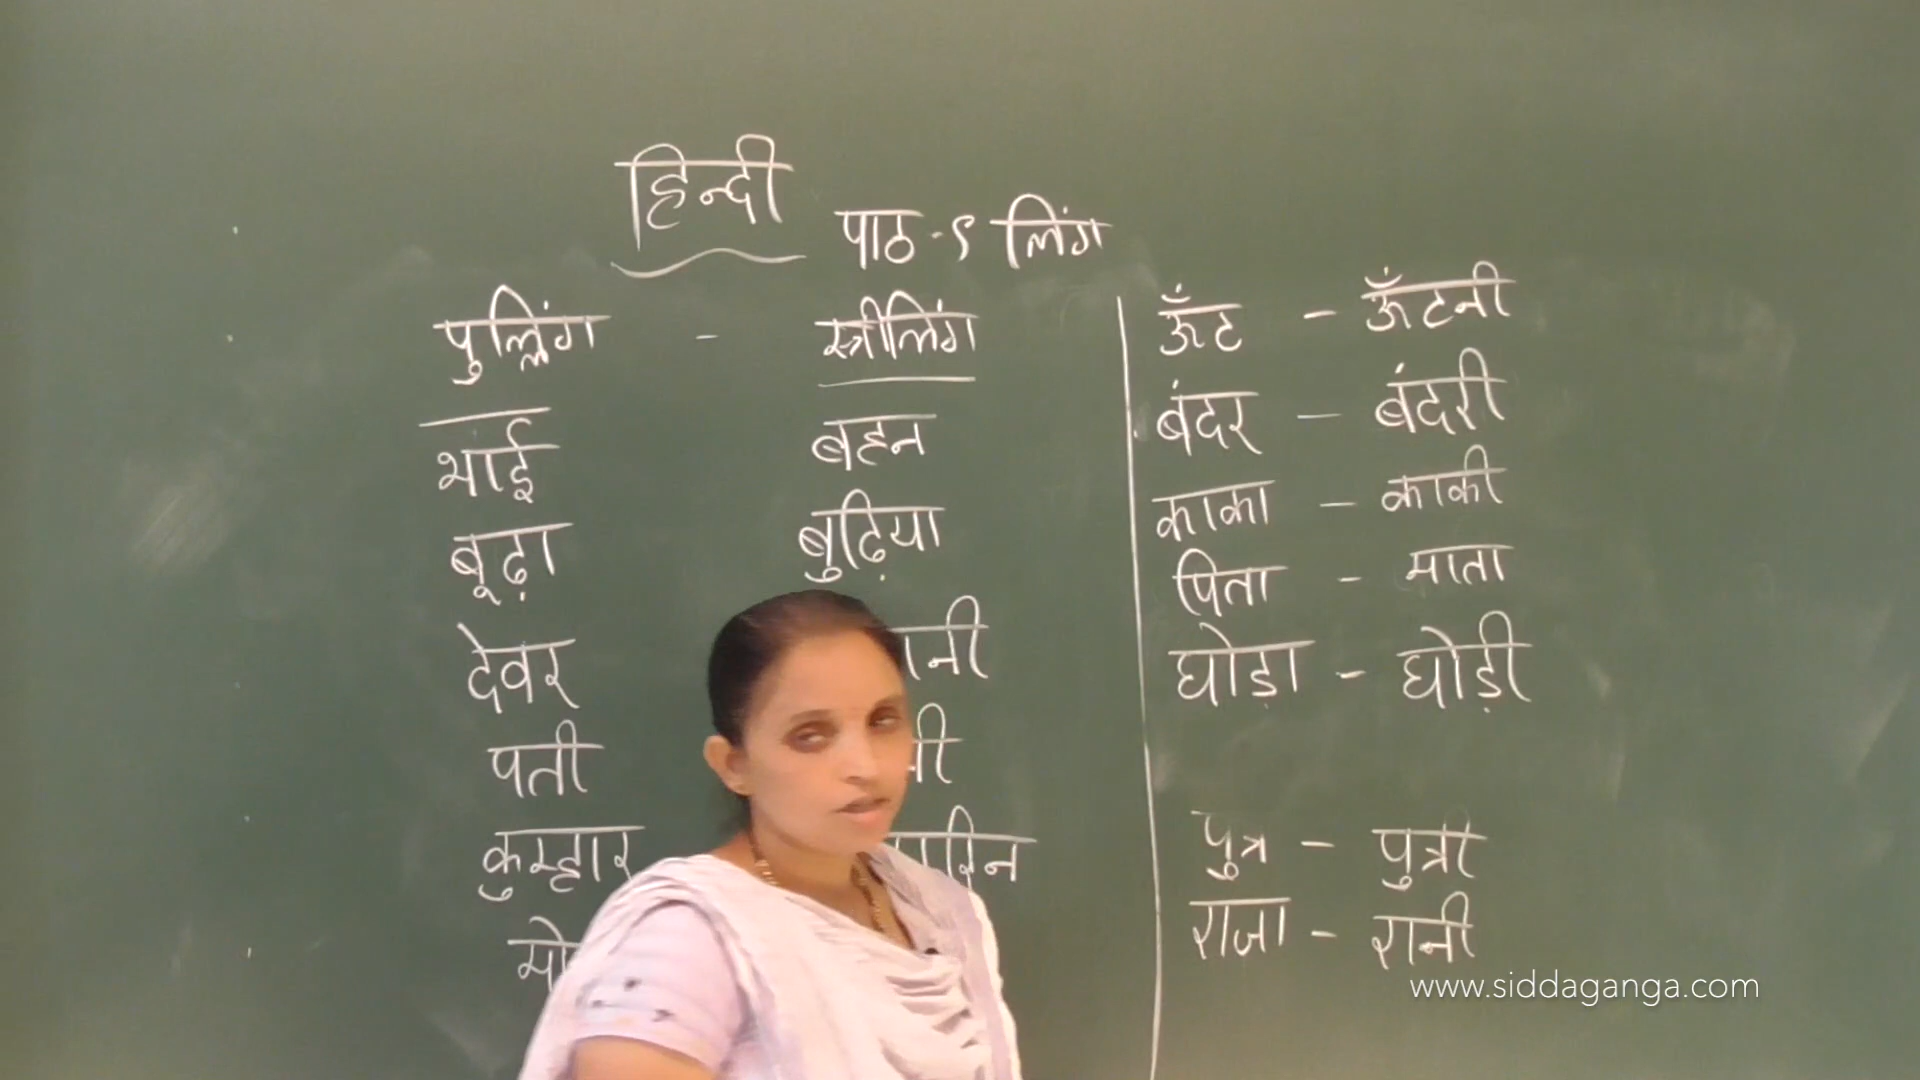 हिन्दी
पाठ - ९ लिंग
पुल्लिंग - स्त्रीलिंग
भाई बहन
बूढ़ा बुढ़िया
देवर
पती
कुम्हार
ऊँट - ऊँटनी
बंदर - बंदरी
काका - काकी
पिता - माता
घोड़ा - घोड़ी
पुत्र - पुत्री
राजा - रानी
www.siddaganga.com